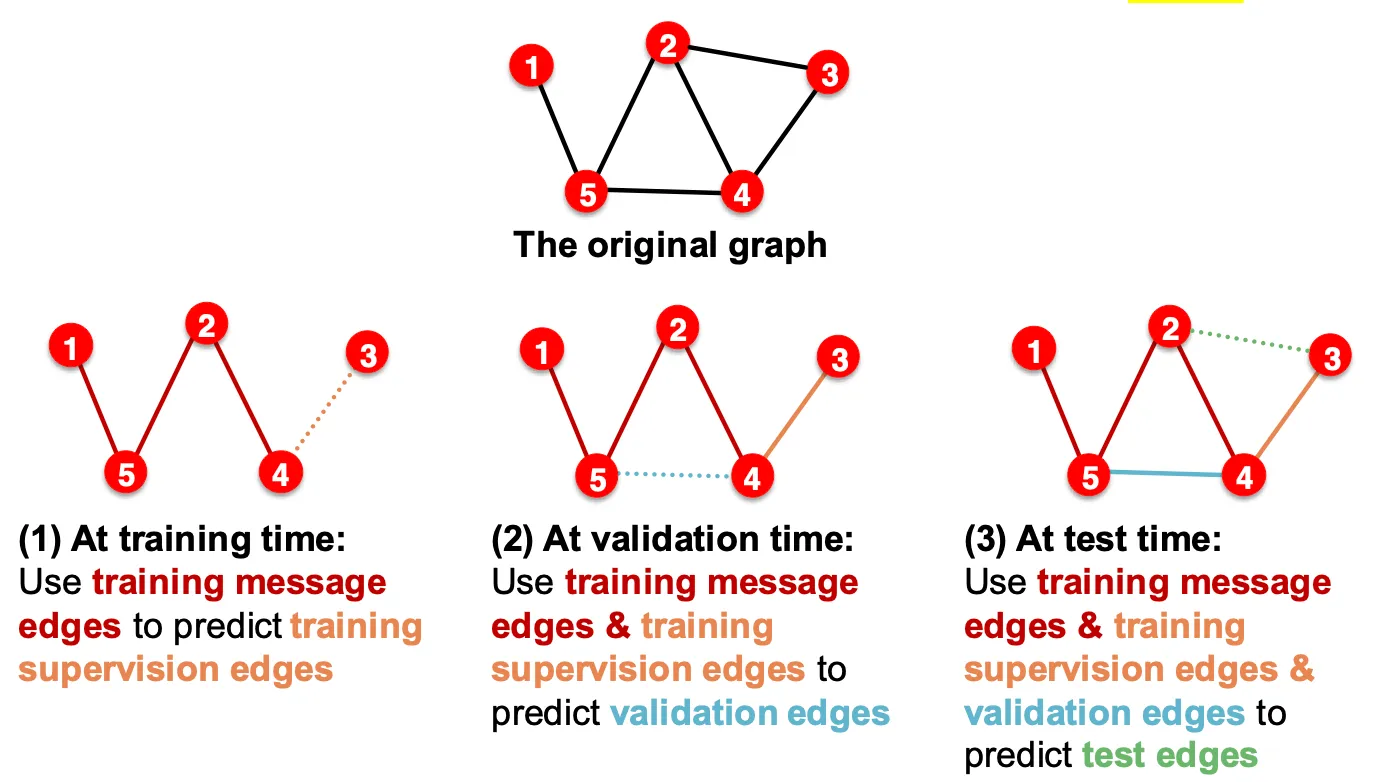 1
2
3
5
4
The original graph
1
2
3
5
4
(1) At training time:
Use training message
edges to predict training
supervision edges
1
2
3
5
4
(2) At validation time:
Use training message
edges & training
supervision edges to
predict validation edges
1
2
3
5
4
(3) At test time:
Use training message
edges & training
supervision edges &
validation edges to
predict test edges